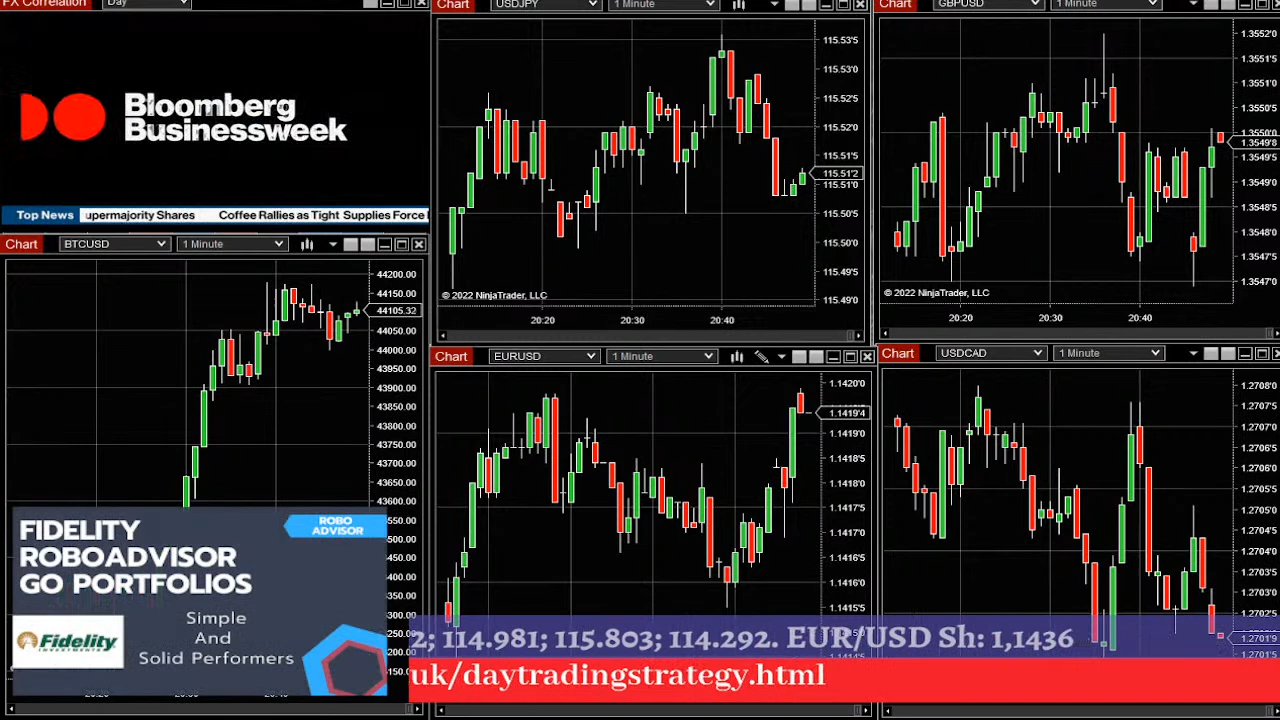 FX Correlation
Day
Bloomberg
Businessweek
Top News
upermajority Shares
Coffee Rallies as Tight Supplies Force
Chart
USDJPY
1 Minute
115.53'5
115.53'0
115.52'5
115.52'0
115.51'5
115.51'2
115.51'0
115.50'5
115.50'0
115.49'5
115.49'0
© 2022 NinjaTrader, LLC
20:20
20:30
20:40
Chart
GBPUSD
1 Minute
1.3552'0
1.3551'5
1.3551'0
1.3550'5
1.3550'0
1.3549'8
1.3549'5
1.3549'0
1.3548'5
1.3548'0
1.3547'5
1.3547'0
© 2022 NinjaTrader, LLC
20:20
20:30
20:40
Chart
BTCUSD
1 Minute
44200.00
44150.00
44105.32
44050.00
44000.00
43950.00
43900.00
43850.00
43800.00
43750.00
43700.00
43650.00
43600.00
Chart
EURUSD
1 Minute
1.1420'0
1.1419'4
1.1419'0
1.1418'5
1.1418'0
1.1417'5
1.1417'0
1.1416'5
1.1416'0
1.1415'5
Chart
USDCAD
1 Minute
1.2708'0
1.2707'0
1.2706'5
1.2706'0
1.2705'5
1.2705'0
1.2704'5
1.2704'0
1.2703'5
1.2703'0
1.2702'5
1.2701'9
FIDELITY
ROBOADVISOR
GO PORTFOLIOS
ROBO
ADVISOR
Simple
And
Solid Performers
Fidelity
INVESTMENTS
2; 114.981; 115.803; 114.292. EUR/USD Sh: 1,1436
uk/daytradingstrategy.html